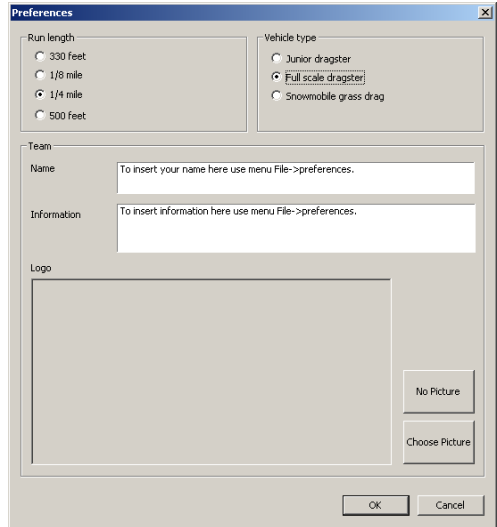 Preferences
Run length
330 feet
1/8 mile
1/4 mile
500 feet
Vehicle type
Junior dragster
Full scale dragster
Snowmobile grass drag
Team
Name
To insert your name here use menu File->preferences.
Information
To insert information here use menu File->preferences.
Logo
No Picture
Choose Picture
OK
Cancel